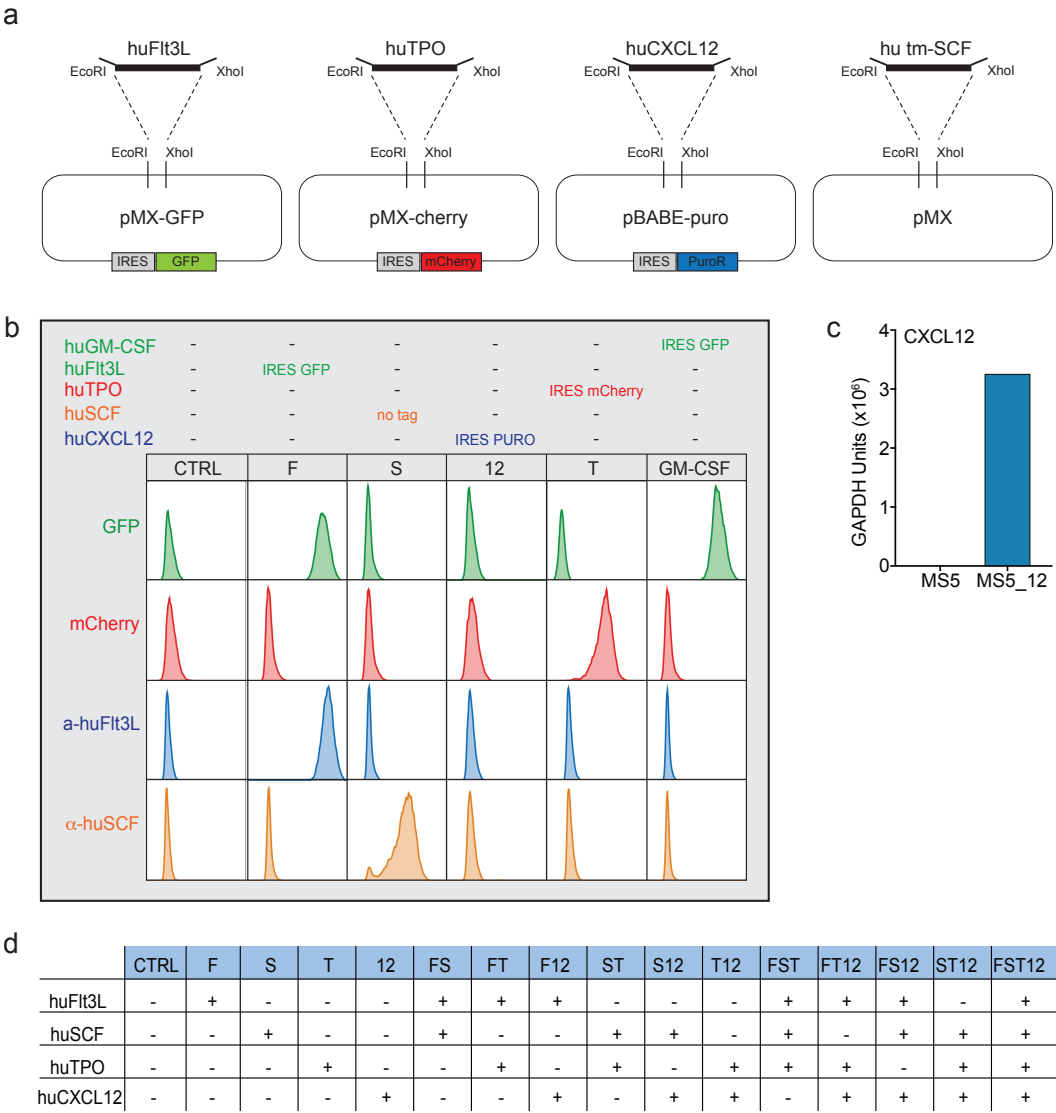 a
huFlt3L huTPO huCXCL12 hu tm-SCF
EcoRI XhoI EcoRI XhoI EcoRI XhoI EcoRI XhoI
EcoRI XhoI EcoRI XhoI EcoRI XhoI EcoRI XhoI
pMX-GFP pMX-cherry pBABE-puro pMX
IRES GFP IRES mCherry IRES PuroR
b
huGM-CSF - - - - - IRES GFP
huFlt3L - IRES GFP - - - -
huTPO - - - - IRES mCherry -
huSCF - - no tag - - -
huCXCL12 - - - IRES PURO - -
CTRL F S 12 T GM-CSF
GFP
mCherry
a-huFlt3L
α-huSCF
c
CXCL12
GAPDH Units (x10⁶)
4
3
2
1
0
MS5 MS5_12
d
CTRL F S T 12 FS FT F12 ST S12 T12 FST FT12 FS12 ST12 FST12
huFlt3L - + - - - + + + - - - + + + - +
huSCF - - + - - + - - + + - + - + + +
huTPO - - - + - - + - + - + + + - + +
huCXCL12 - - - - + - - + - + + - + + + +